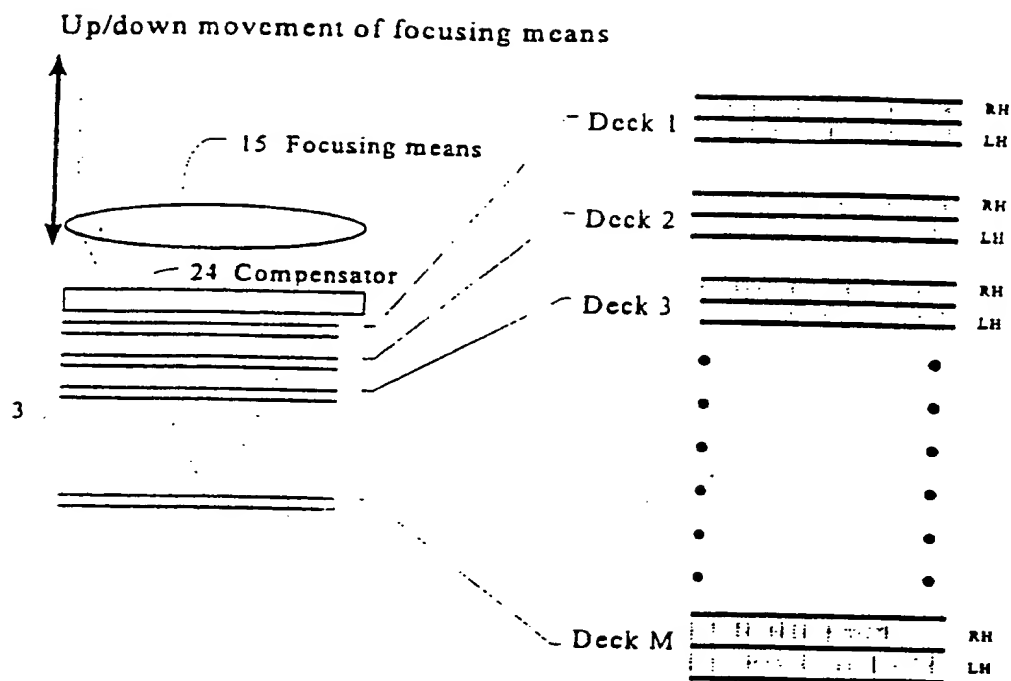 Up/down movement of focusing means
15 Focusing means
24 Compensator
3
Deck 1
RH
LH
Deck 2
RH
LH
Deck 3
RH
LH
Deck M
RH
LH